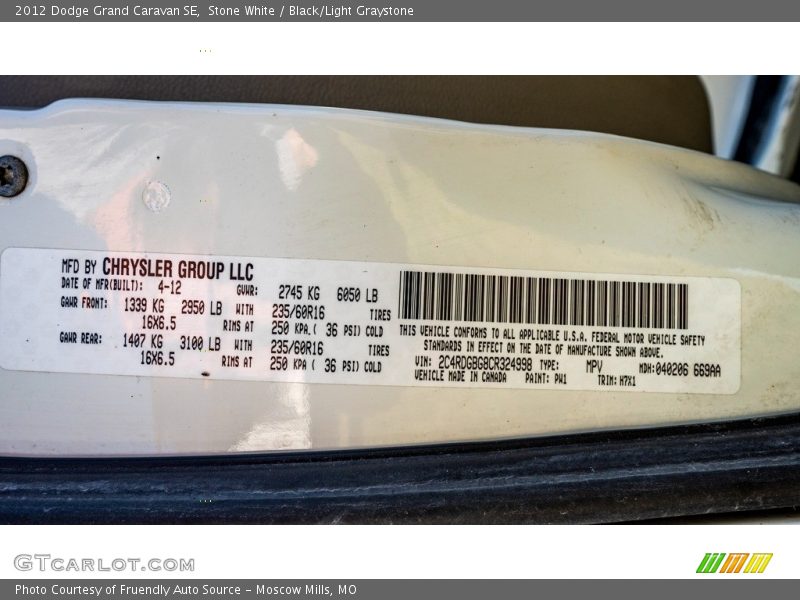 2012 Dodge Grand Caravan SE,  Stone White / Black/Light Graystone
MFD BY CHRYSLER GROUP LLC
DATE OF MFR(BUILT): 4-12 GVWR: 2745 KG 6050 LB
GAWR FRONT: 1339 KG 2950 LB WITH 235/60R16 TIRES
16X6.5 RIMS AT 250 KPA.( 36 PSI) COLD
GAWR REAR: 1407 KG 3100 LB WITH 235/60R16 TIRES
16X6.5 RIMS AT 250 KPA ( 36 PSI) COLD
THIS VEHICLE CONFORMS TO ALL APPLICABLE U.S.A. FEDERAL MOTOR VEHICLE SAFETY
STANDARDS IN EFFECT ON THE DATE OF MANUFACTURE SHOWN ABOVE.
VIN: 2C4RDGBG8CR324998 TYPE: MPV MDH:040206 669AA
VEHICLE MADE IN CANADA PAINT: PW1 TRIM: H7X1
GTCARLOT.COM
Photo Courtesy of Fruendly Auto Source - Moscow Mills, MO